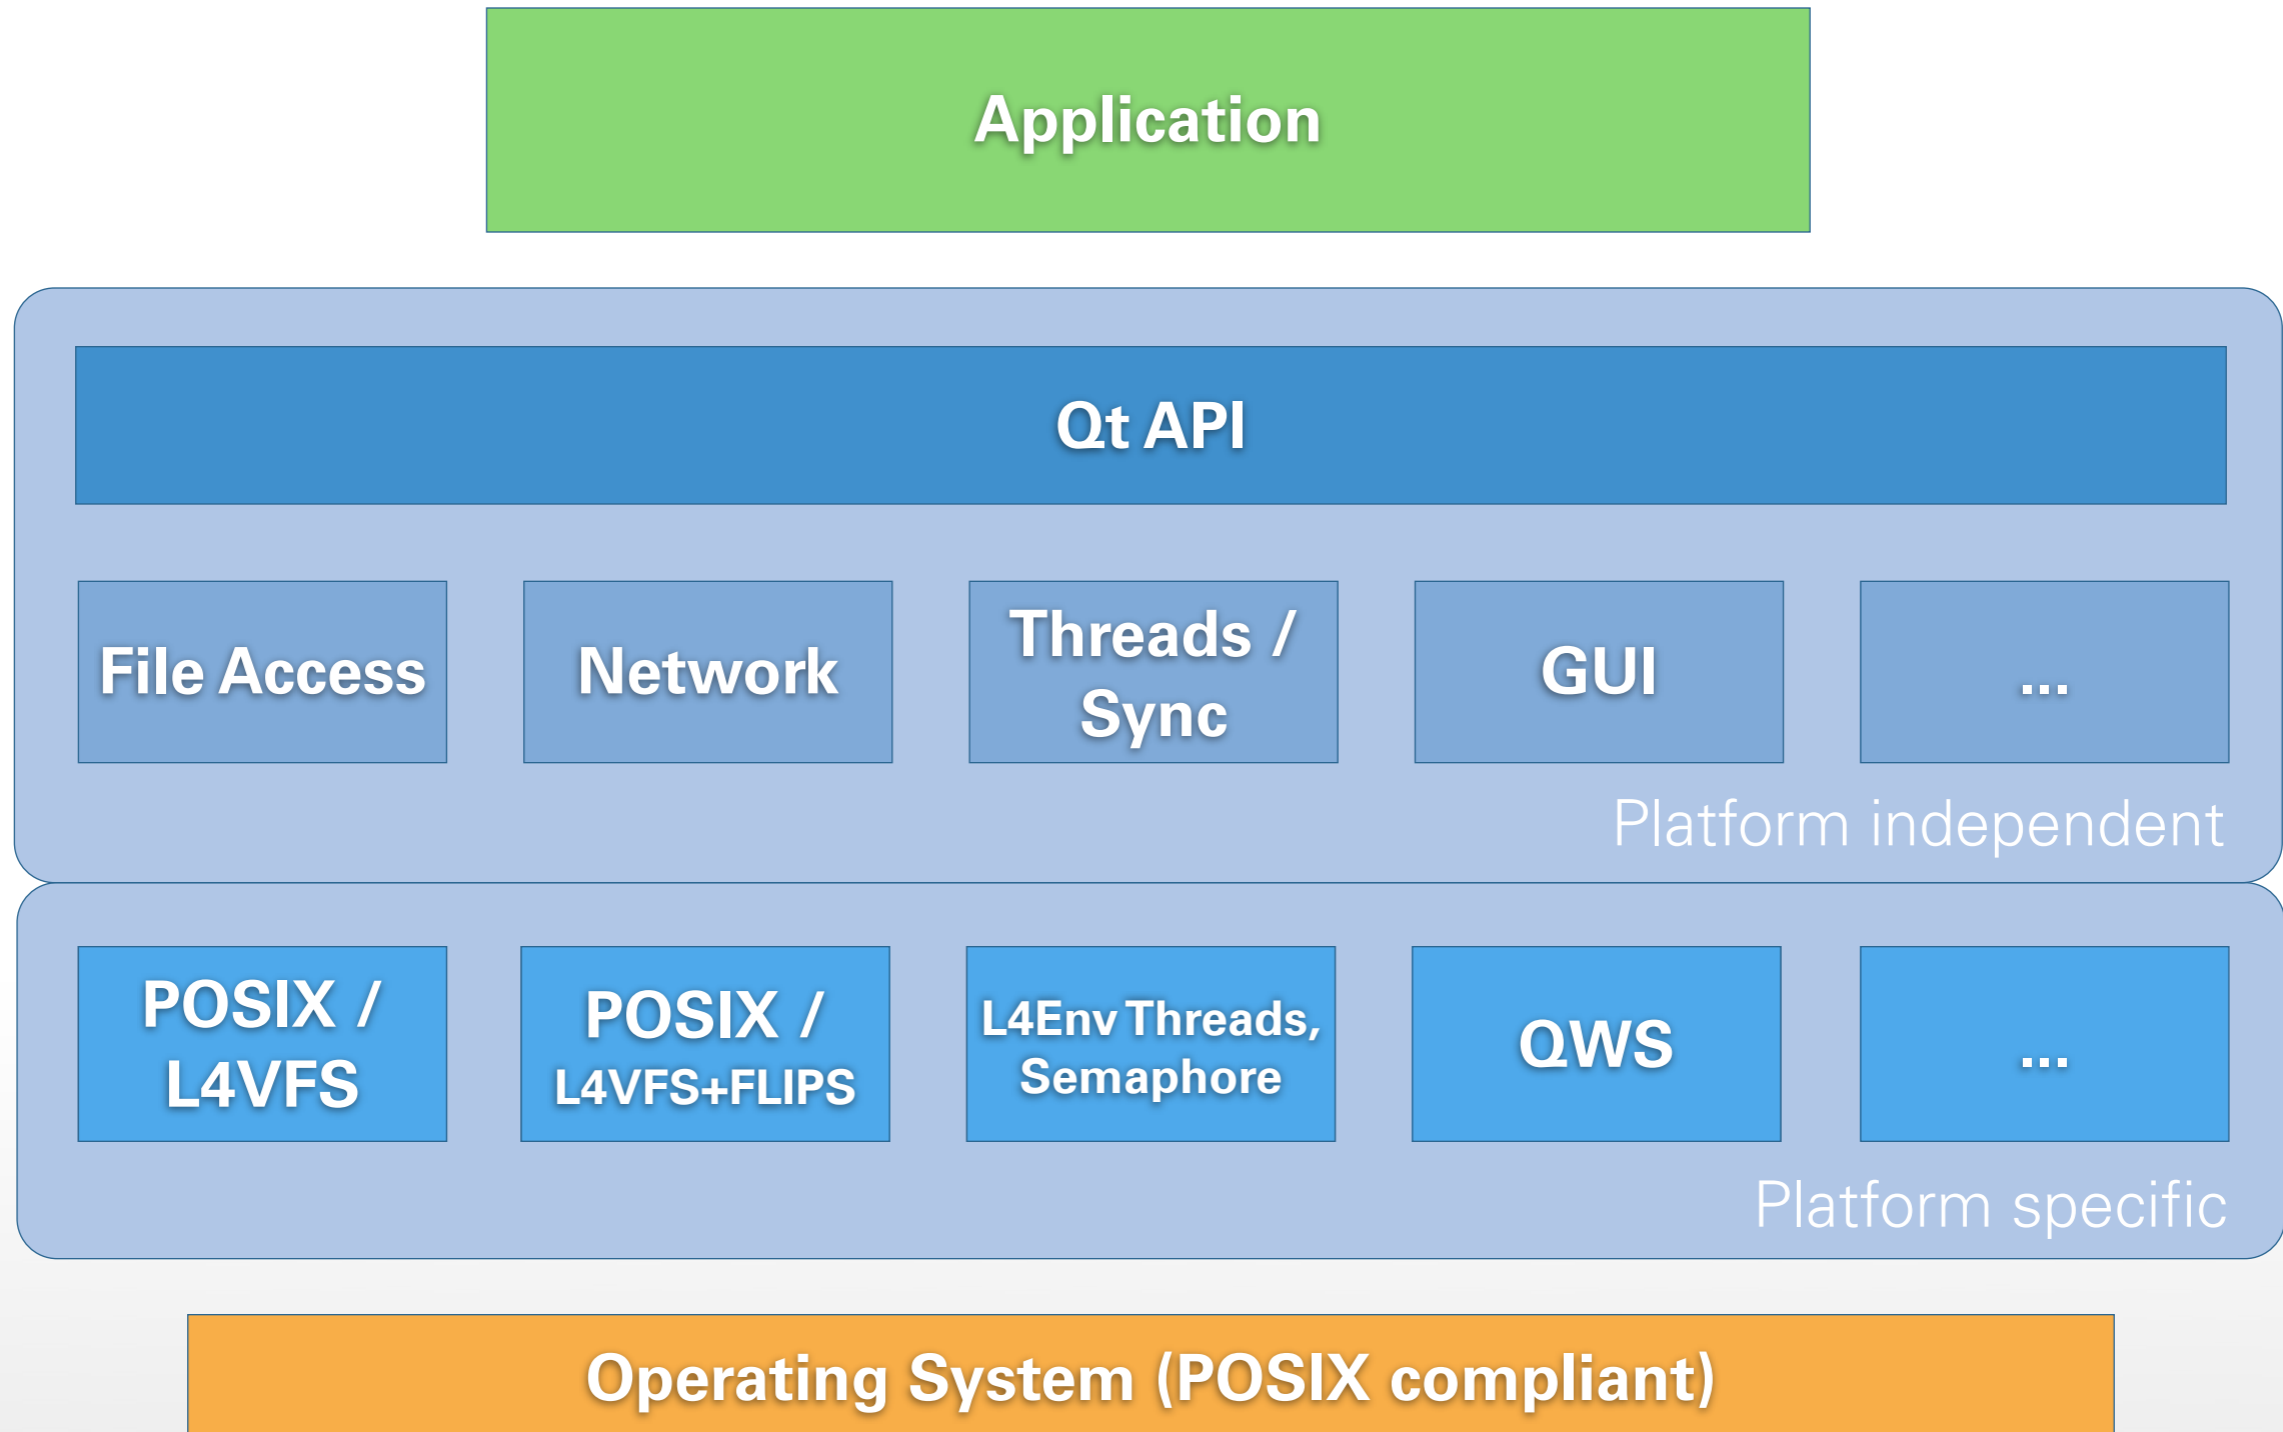 Application
Qt API
File Access
Network
Threads /
Sync
GUI
...
Platform independent
POSIX /
L4VFS
POSIX /
L4VFS+FLIPS
L4Env Threads,
Semaphore
QWS
...
Platform specific
Operating System (POSIX compliant)